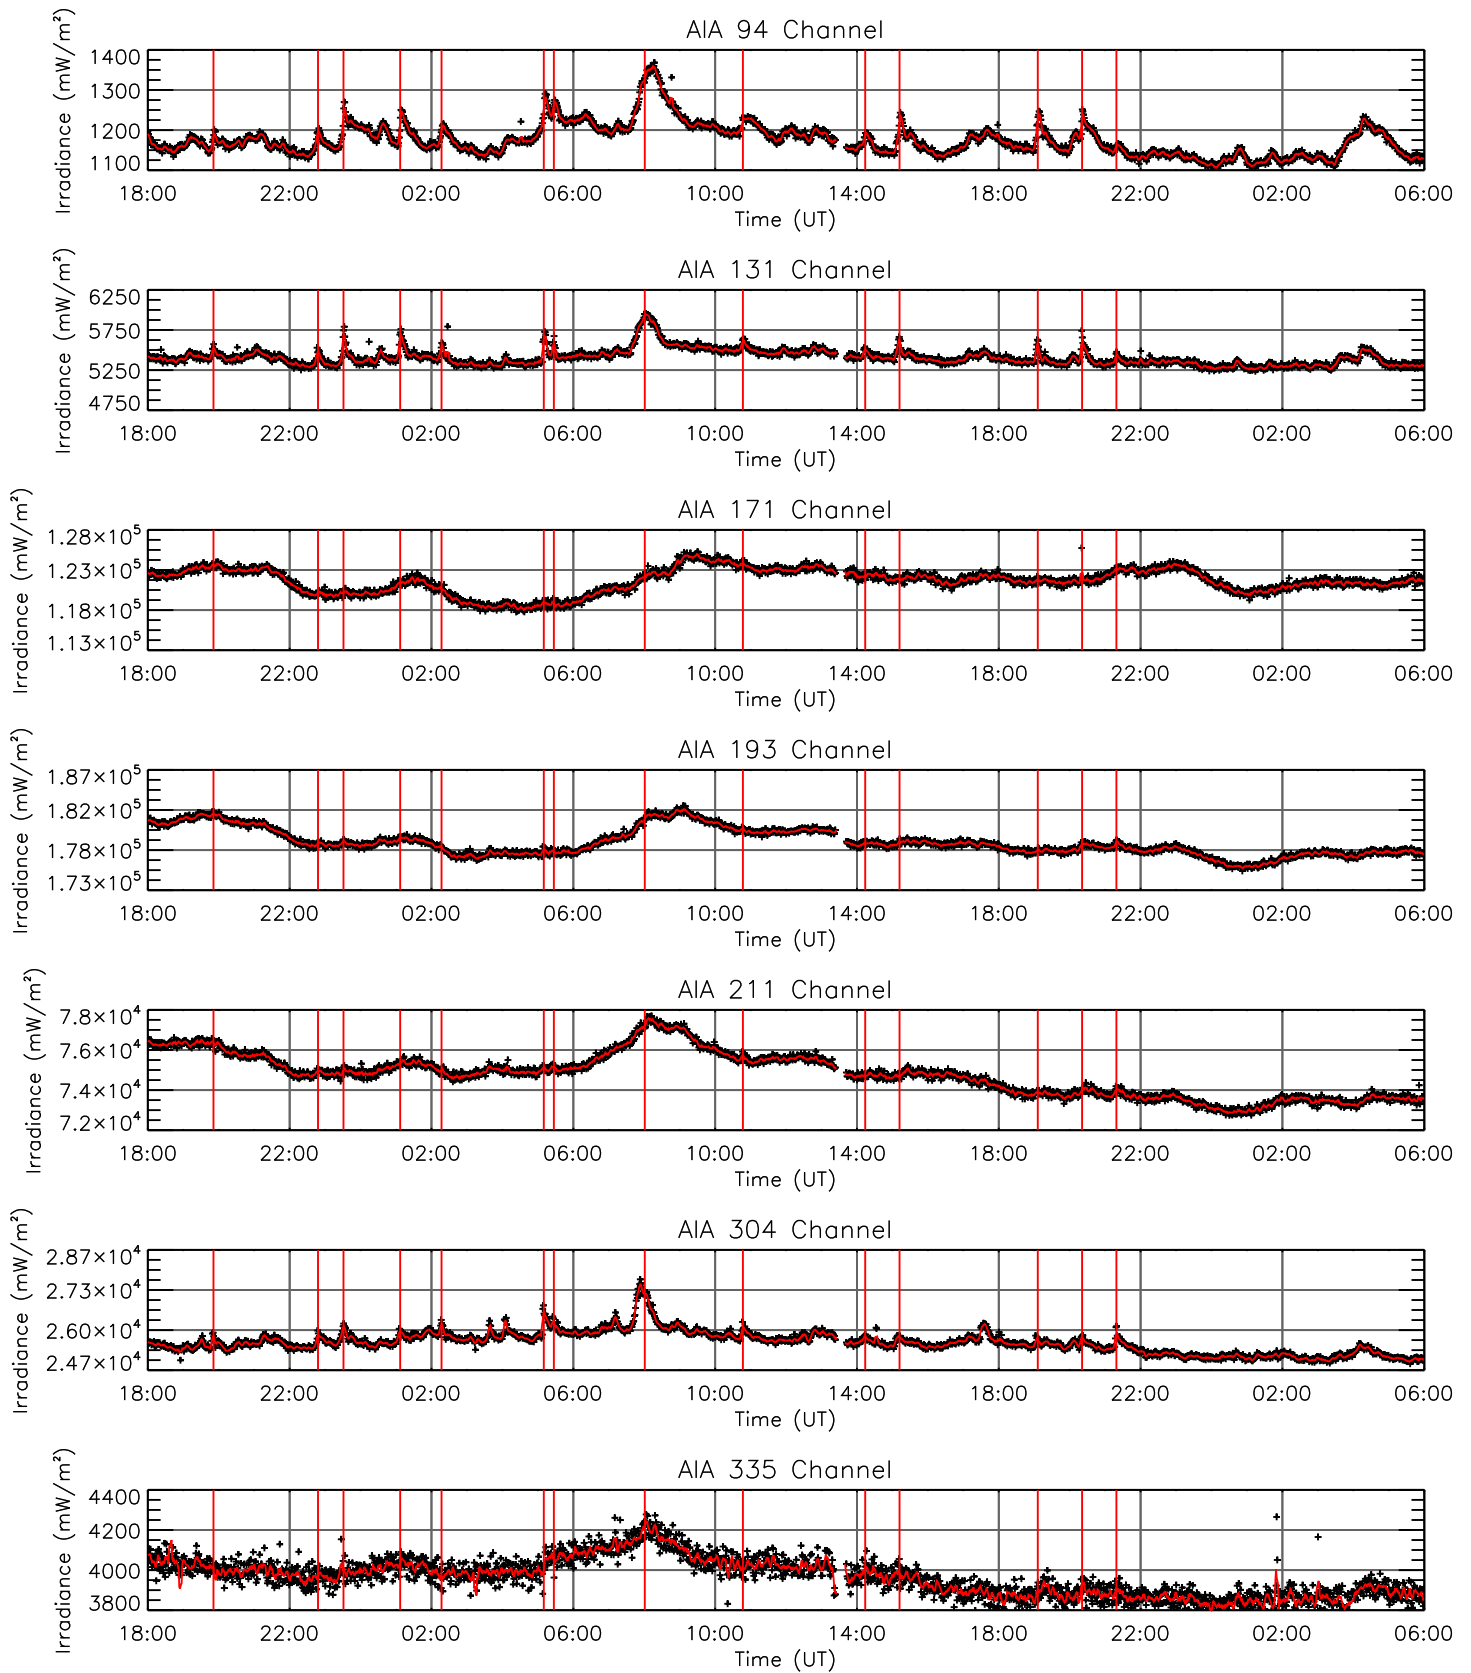 AIA 94 Channel
Irradiance (mW/m²)
1400
1300
1200
1100
18:00 22:00 02:00 06:00 10:00 14:00 18:00 22:00 02:00 06:00
Time (UT)
AIA 131 Channel
Irradiance (mW/m²)
6250
5750
5250
4750
18:00 22:00 02:00 06:00 10:00 14:00 18:00 22:00 02:00 06:00
Time (UT)
AIA 171 Channel
Irradiance (mW/m²)
1.28×10⁵
1.23×10⁵
1.18×10⁵
1.13×10⁵
18:00 22:00 02:00 06:00 10:00 14:00 18:00 22:00 02:00 06:00
Time (UT)
AIA 193 Channel
Irradiance (mW/m²)
1.87×10⁵
1.82×10⁵
1.78×10⁵
1.73×10⁵
18:00 22:00 02:00 06:00 10:00 14:00 18:00 22:00 02:00 06:00
Time (UT)
AIA 211 Channel
Irradiance (mW/m²)
7.8×10⁴
7.6×10⁴
7.4×10⁴
7.2×10⁴
18:00 22:00 02:00 06:00 10:00 14:00 18:00 22:00 02:00 06:00
Time (UT)
AIA 304 Channel
Irradiance (mW/m²)
2.87×10⁴
2.73×10⁴
2.60×10⁴
2.47×10⁴
18:00 22:00 02:00 06:00 10:00 14:00 18:00 22:00 02:00 06:00
Time (UT)
AIA 335 Channel
Irradiance (mW/m²)
4400
4200
4000
3800
18:00 22:00 02:00 06:00 10:00 14:00 18:00 22:00 02:00 06:00
Time (UT)